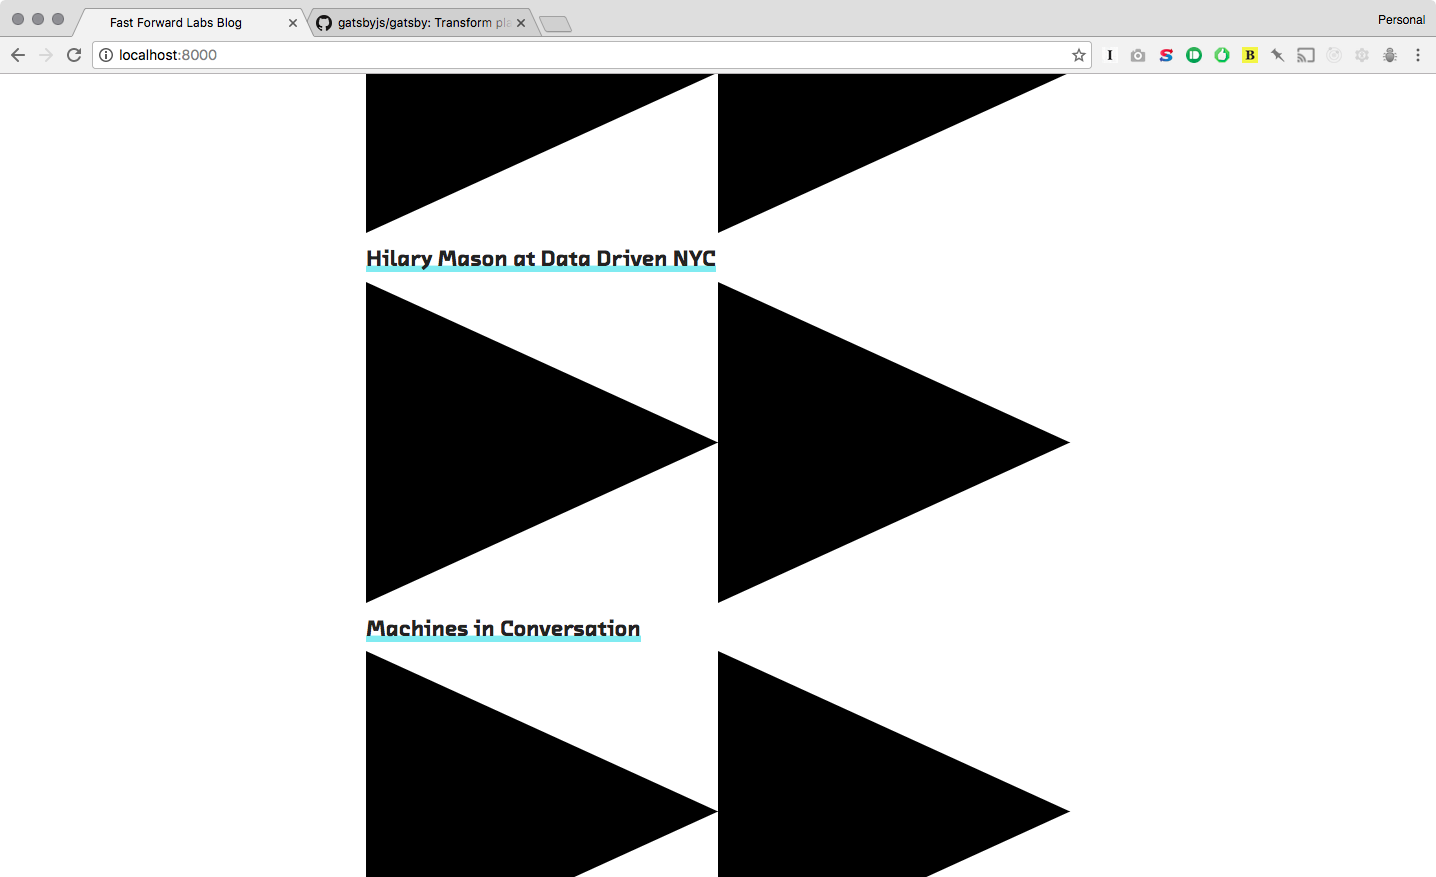 Fast Forward Labs Blog
gatsbyjs/gatsby: Transform pla
Personal
localhost:8000
I
S
B
Hilary Mason at Data Driven NYC
Machines in Conversation